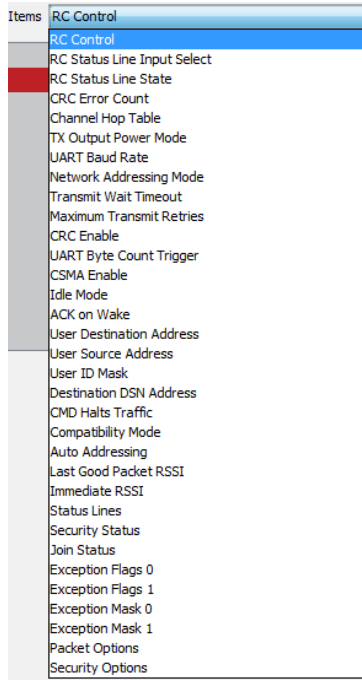 Items RC Control
RC Control
RC Status Line Input Select
RC Status Line State
CRC Error Count
Channel Hop Table
TX Output Power Mode
UART Baud Rate
Network Addressing Mode
Transmit Wait Timeout
Maximum Transmit Retries
CRC Enable
UART Byte Count Trigger
CSMA Enable
Idle Mode
ACK on Wake
User Destination Address
User Source Address
User ID Mask
Destination DSN Address
CMD Halts Traffic
Compatibility Mode
Auto Addressing
Last Good Packet RSSI
Immediate RSSI
Status Lines
Security Status
Join Status
Exception Flags 0
Exception Flags 1
Exception Mask 0
Exception Mask 1
Packet Options
Security Options